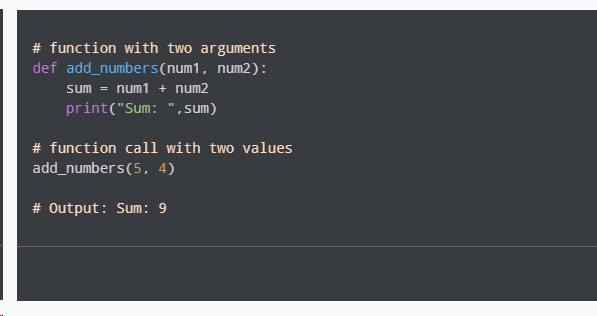 # function with two arguments
def add_numbers(num1, num2):
    sum = num1 + num2
    print("Sum: ",sum)
# function call with two values
add_numbers(5, 4)
# Output: Sum: 9